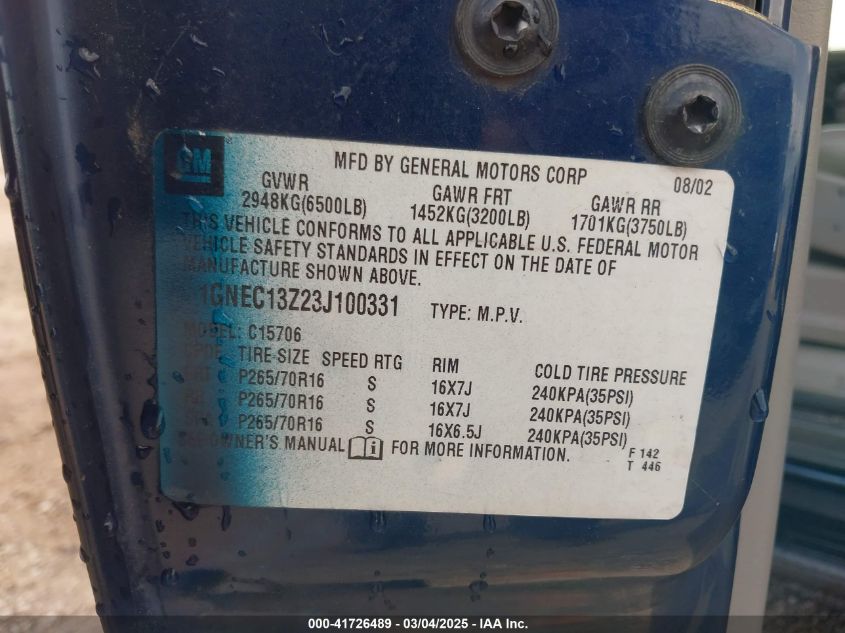 GM
MFD BY GENERAL MOTORS CORP
08/02
GVWR GAWR FRT GAWR RR
2948KG(6500LB) 1452KG(3200LB) 1701KG(3750LB)
THIS VEHICLE CONFORMS TO ALL APPLICABLE U.S. FEDERAL MOTOR
VEHICLE SAFETY STANDARDS IN EFFECT ON THE DATE OF
MANUFACTURE SHOWN ABOVE.
1GNEC13Z23J100331 TYPE: M.P.V.
MODEL: C15706
TIRE-SIZE SPEED RTG RIM COLD TIRE PRESSURE
FRT P265/70R16 S 16X7J 240KPA(35PSI)
RR P265/70R16 S 16X7J 240KPA(35PSI)
SPA P265/70R16 S 16X6.5J 240KPA(35PSI)
SEE OWNER'S MANUAL FOR MORE INFORMATION.
F 142
T 446
000-41726489 - 03/04/2025 - IAA Inc.